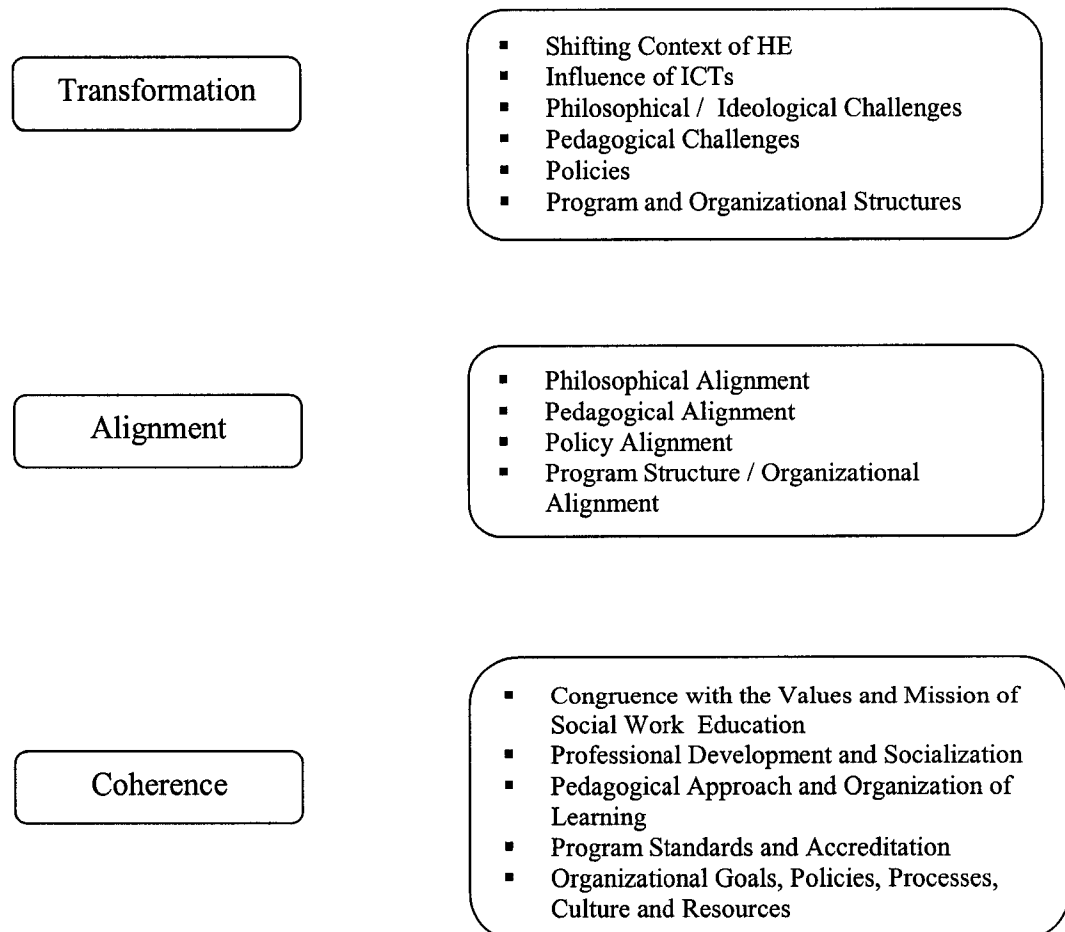 Transformation
▪ Shifting Context of HE
▪ Influence of ICTs
▪ Philosophical / Ideological Challenges
▪ Pedagogical Challenges
▪ Policies
▪ Program and Organizational Structures
Alignment
▪ Philosophical Alignment
▪ Pedagogical Alignment
▪ Policy Alignment
▪ Program Structure / Organizational
Alignment
Coherence
▪ Congruence with the Values and Mission of
Social Work Education
▪ Professional Development and Socialization
▪ Pedagogical Approach and Organization of
Learning
▪ Program Standards and Accreditation
▪ Organizational Goals, Policies, Processes,
Culture and Resources